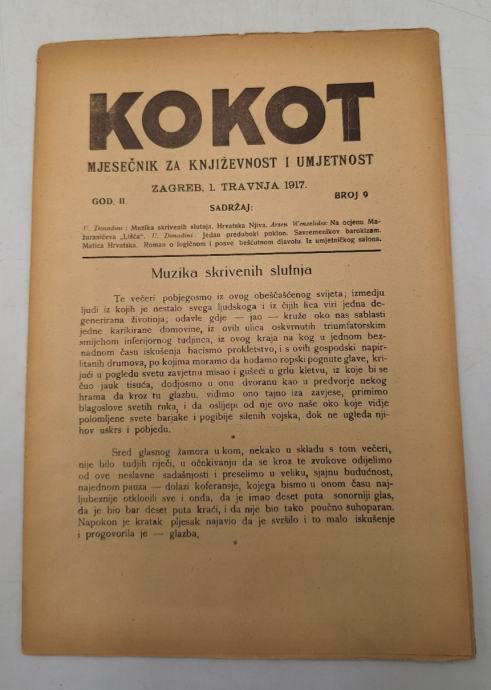 KOKOT
MJESEČNIK ZA KNJIŽEVNOST I UMJETNOST
ZAGREB, 1. TRAVNJA 1917.
GOD. II
BROJ 9
SADRŽAJ:
U. Donadini: Muzika skrivenih slutnja. Hrvatska Njiva. Arsen Wenzelides: Na ocjenu Ma-
žuranićeva „Lišća“. U. Donadini: Jedan preduboki poklon. Savremenikov barokizam.
Matica Hrvatska. Roman o logičnom i posve bešćutnom djavolu. Iz umjetničkog salona.
Muzika skrivenih slutnja
Te večeri pobjegosmo iz ovog obeščašćenog svijeta; izmedju
ljudi iz kojih je nestalo svega ljudskoga i iz čijih lica viri jedna de-
generirana životinja; odavle gdje — jao — kruže oko nas sablasti
jedne karikirane domovine, iz ovih ulica oskvrnutih triumfatorskim
smijehom inferijornog tudjinca, iz ovog kraja na kog u jednom bez-
nadnom času iskušenja bacismo prokletstvo, i s ovih gospodski napir-
litanih drumova, po kojima moramo da hodamo ropski pognute glave, kri-
jući u pogledu svetu zavjetnu misao i gušeći u grlu kletvu, iz koje bi se
čuo jauk tisuća, dodjosmo u onu dvoranu kao u predvorje nekog
hrama da kroz tu glazbu, vidimo ono tajno iza zavjese, primimo
blagoslove svetih ruka, i da oslijepi od nje ovo naše oko koje vidje
polomljene svete barjake i pogibije silenih vojska, dok ne ugleda nji-
hov uskrs i pobjedu.
*
Sred glasnog žamora u kom, nekako u skladu s tom večeri,
nije bilo tudjih riječi, u očekivanju da se kroz te zvukove odijelimo
od ove neslavne sadašnjosti i preselimo u veliku, sjajnu budućnost,
najednom pauza — dolazi koferansje, kojega bismo u onom času naj-
ljubeznije otklonili sve i onda, da je imao deset puta sonorniji glas,
da je bio bar deset puta kraći, i da nije bio tako poučno suhoparan.
Napokon je kratak pljesak najavio da je svršilo i to malo iskušenje
i progovorila je — glazba,
*